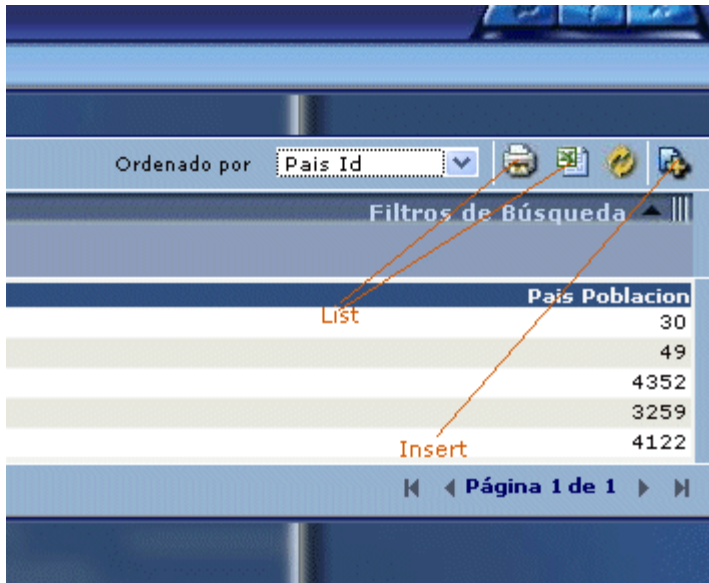 Ordenado por Pais Id
Filtros de Búsqueda
Pais Poblacion
List
30
49
4352
3259
4122
Insert
Página 1 de 1